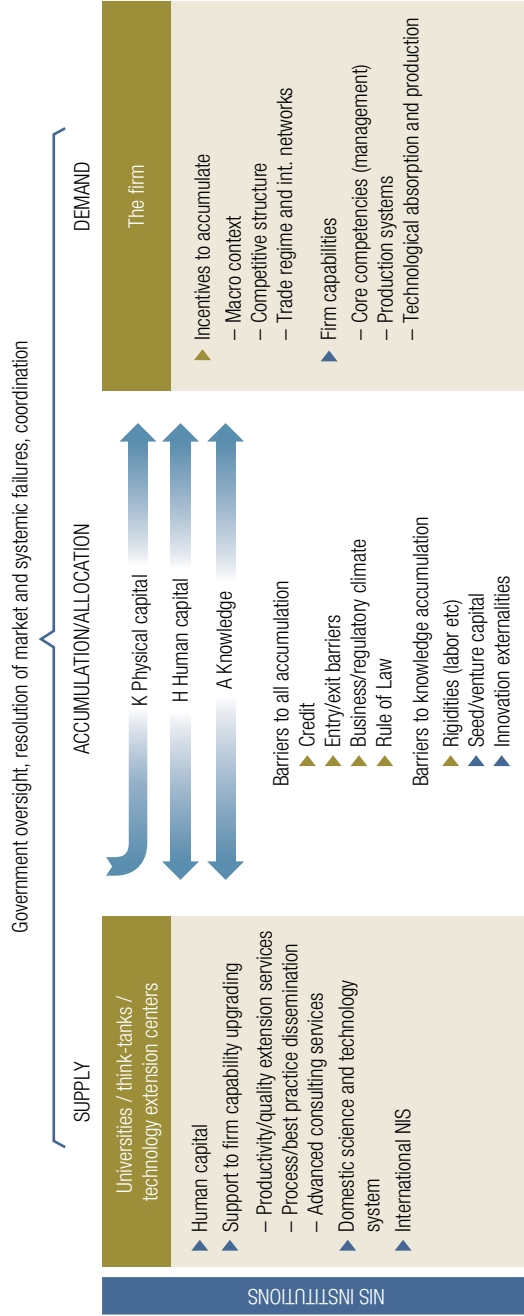 Government oversight, resolution of market and systemic failures, coordination
SUPPLY
ACCUMULATION/ALLOCATION
DEMAND
NIS INSTITUTIONS
Universities / think-tanks /
technology extension centers
Human capital
Support to firm capability upgrading
– Productivity/quality extension services
– Process/best practice dissemination
– Advanced consulting services
Domestic science and technology
system
International NIS
K Physical capital
H Human capital
A Knowledge
Barriers to all accumulation
Credit
Entry/exit barriers
Business/regulatory climate
Rule of Law
Barriers to knowledge accumulation
Rigidities (labor etc)
Seed/venture capital
Innovation externalities
The firm
Incentives to accumulate
– Macro context
– Competitive structure
– Trade regime and int. networks
Firm capabilities
– Core competencies (management)
– Production systems
– Technological absorption and production